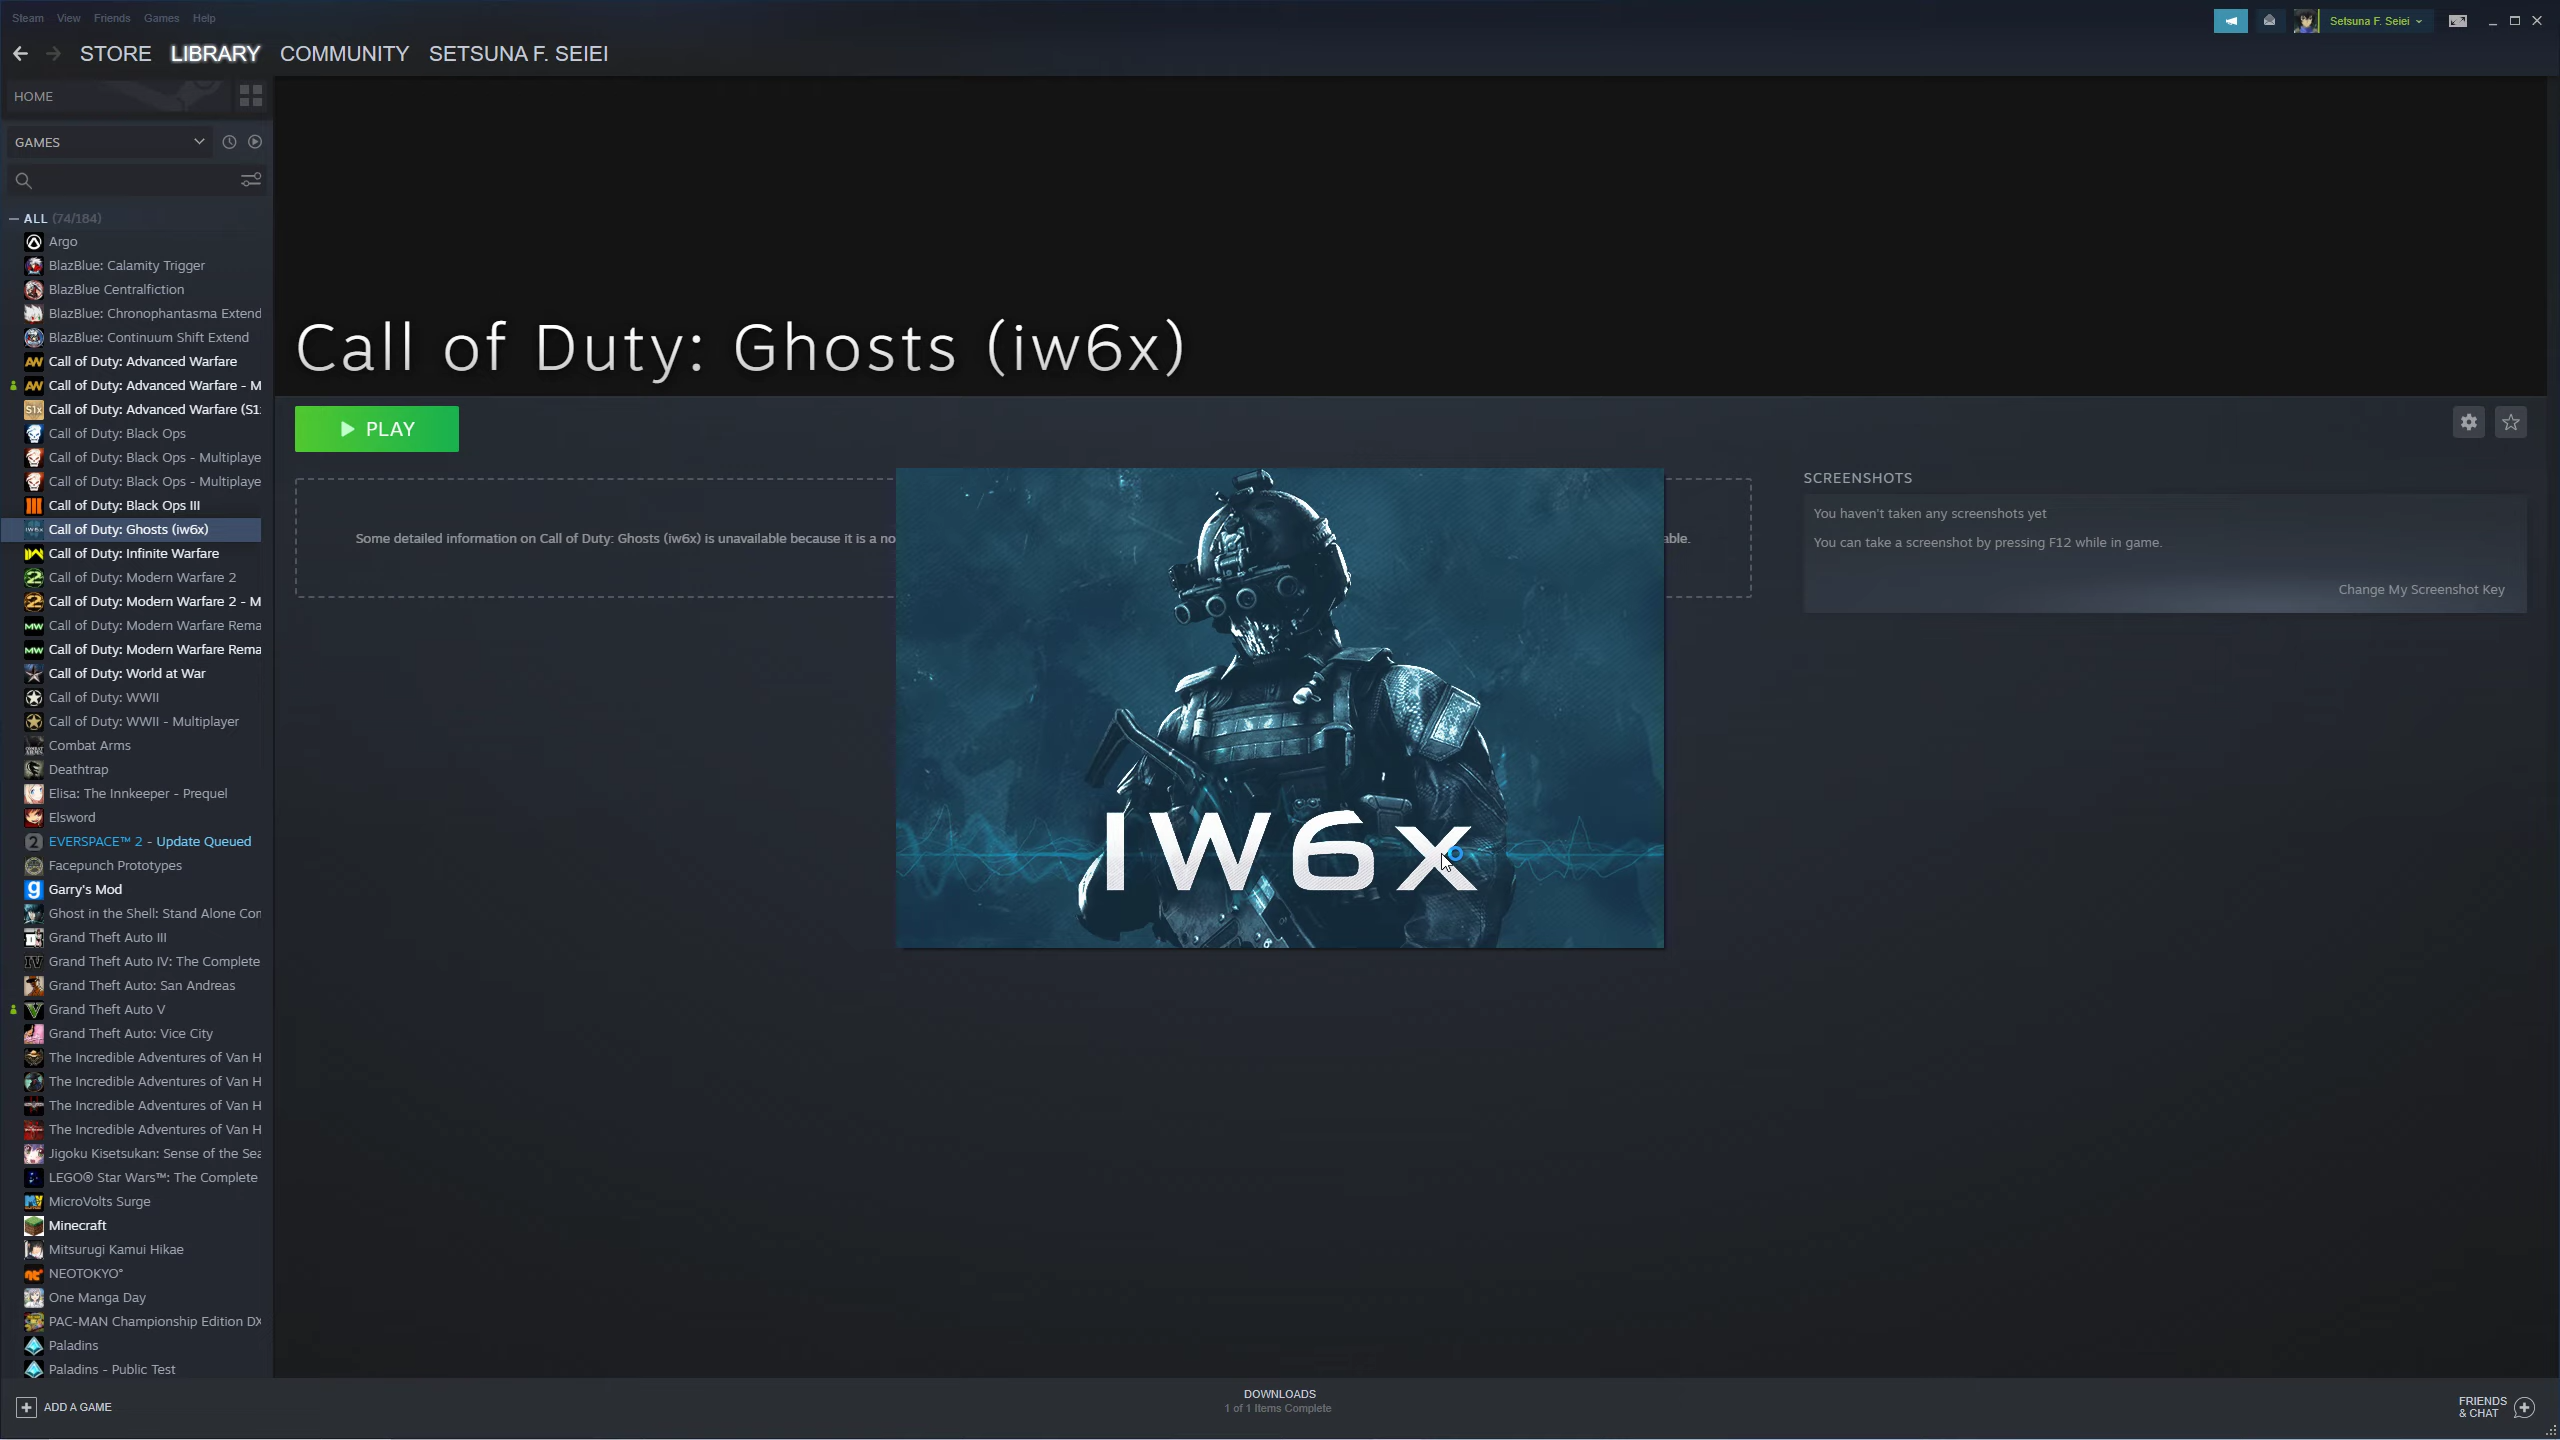 Steam View Friends Games Help
Setsuna F. Seiei
STORE LIBRARY COMMUNITY SETSUNA F. SEIEI
HOME
GAMES
ALL (74/184)
Argo
BlazBlue: Calamity Trigger
BlazBlue Centralfiction
BlazBlue: Chronophantasma Extend
BlazBlue: Continuum Shift Extend
Call of Duty: Advanced Warfare
Call of Duty: Advanced Warfare - M
Call of Duty: Advanced Warfare (S1
Call of Duty: Black Ops
Call of Duty: Black Ops - Multiplaye
Call of Duty: Black Ops - Multiplaye
Call of Duty: Black Ops III
Call of Duty: Ghosts (iw6x)
Call of Duty: Infinite Warfare
Call of Duty: Modern Warfare 2
Call of Duty: Modern Warfare 2 - M
Call of Duty: Modern Warfare Rema
Call of Duty: Modern Warfare Rema
Call of Duty: World at War
Call of Duty: WWII
Call of Duty: WWII - Multiplayer
Combat Arms
Deathtrap
Elisa: The Innkeeper - Prequel
Elsword
EVERSPACE™ 2 - Update Queued
Facepunch Prototypes
Garry's Mod
Ghost in the Shell: Stand Alone Con
Grand Theft Auto III
Grand Theft Auto IV: The Complete
Grand Theft Auto: San Andreas
Grand Theft Auto V
Grand Theft Auto: Vice City
The Incredible Adventures of Van H
The Incredible Adventures of Van H
The Incredible Adventures of Van H
The Incredible Adventures of Van H
Jigoku Kisetsukan: Sense of the Sea
LEGO® Star Wars™: The Complete
MicroVolts Surge
Minecraft
Mitsurugi Kamui Hikae
NEOTOKYO°
One Manga Day
PAC-MAN Championship Edition DX
Paladins
Paladins - Public Test
Call of Duty: Ghosts (iw6x)
PLAY
Some detailed information on Call of Duty: Ghosts (iw6x) is unavailable because it is a no
able.
IW6x
SCREENSHOTS
You haven't taken any screenshots yet
You can take a screenshot by pressing F12 while in game.
Change My Screenshot Key
ADD A GAME
DOWNLOADS
1 of 1 Items Complete
FRIENDS
& CHAT